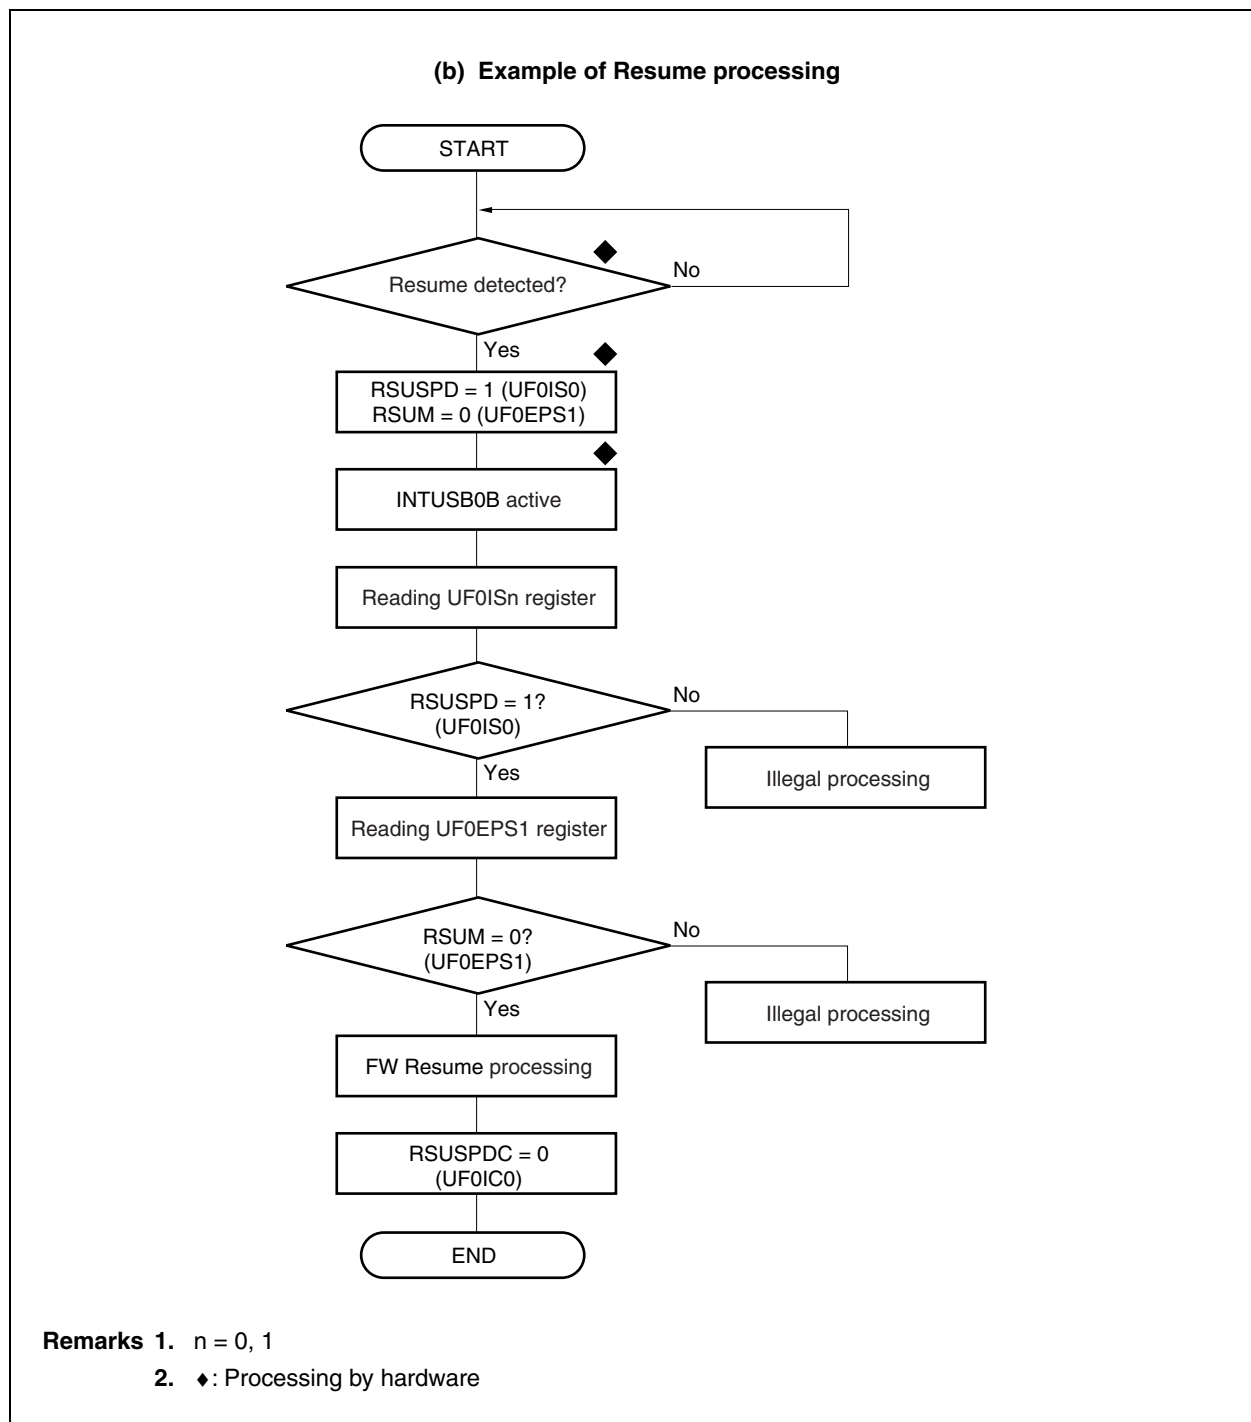 (b) Example of Resume processing
START
Resume detected?
No
Yes
RSUSPD = 1 (UF0IS0)
RSUM = 0 (UF0EPS1)
INTUSB0B active
Reading UF0ISn register
RSUSPD = 1?
(UF0IS0)
No
Yes
Illegal processing
Reading UF0EPS1 register
RSUM = 0?
(UF0EPS1)
No
Yes
Illegal processing
FW Resume processing
RSUSPDC = 0
(UF0IC0)
END
Remarks 1. n = 0, 1
2. ♦: Processing by hardware